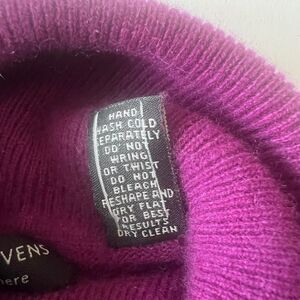 HAND
WASH COLD
SEPARATELY
DO NOT
WRING
OR TWIST
DO NOT
BLEACH
RESHAPE AND
DRY FLAT
FOR BEST
RESULTS
DRY CLEAN
VENS
here